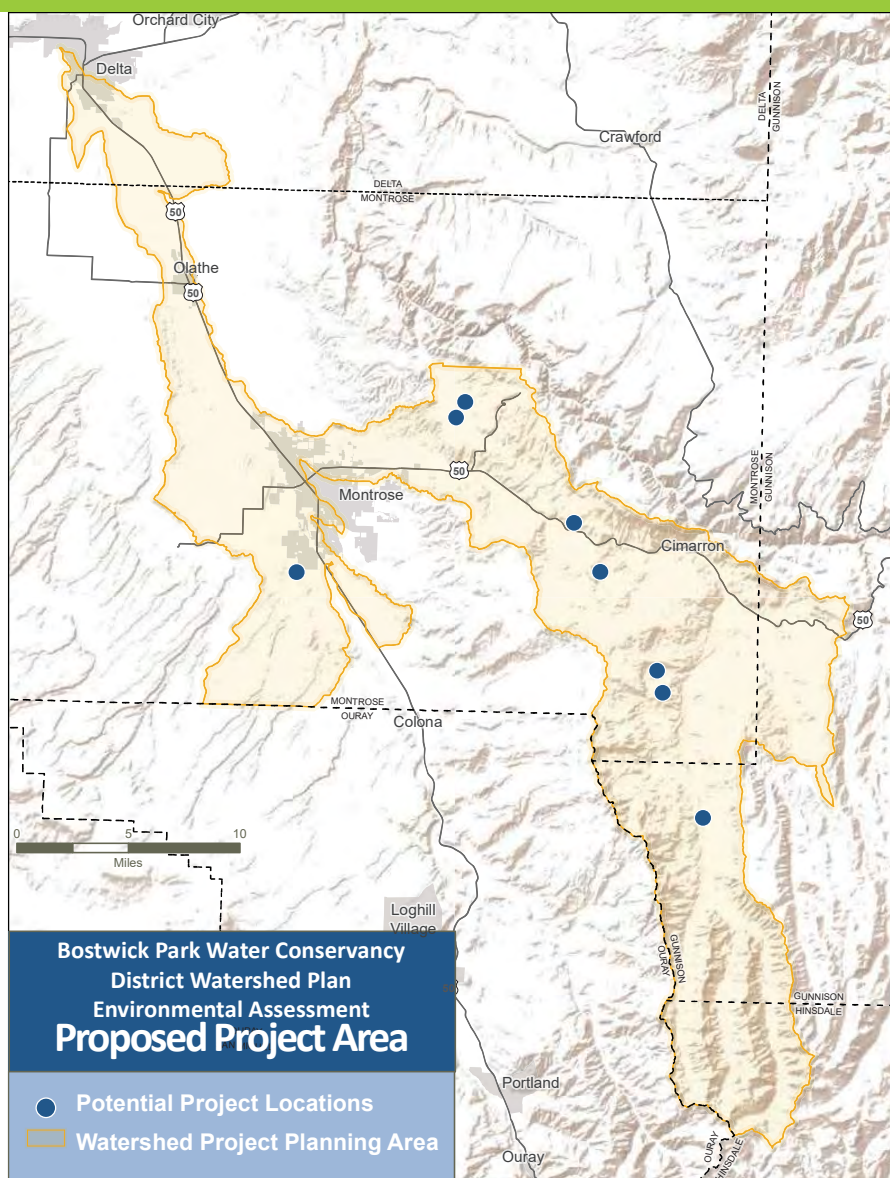 Orchard City
Delta
Crawford
DELTA
GUNNISON
DELTA
MONTROSE
50
Olathe
50
MONTROSE
GUNNISON
50
Montrose
Cimarron
50
MONTROSE
OURAY
Colona
0 5 10
Miles
Loghill
Village
GUNNISON
OURAY
GUNNISON
HINSDALE
Bostwick Park Water Conservancy
District Watershed Plan
Environmental Assessment
Proposed Project Area
Portland
Potential Project Locations
Watershed Project Planning Area
Ouray
OURAY
HINSDALE